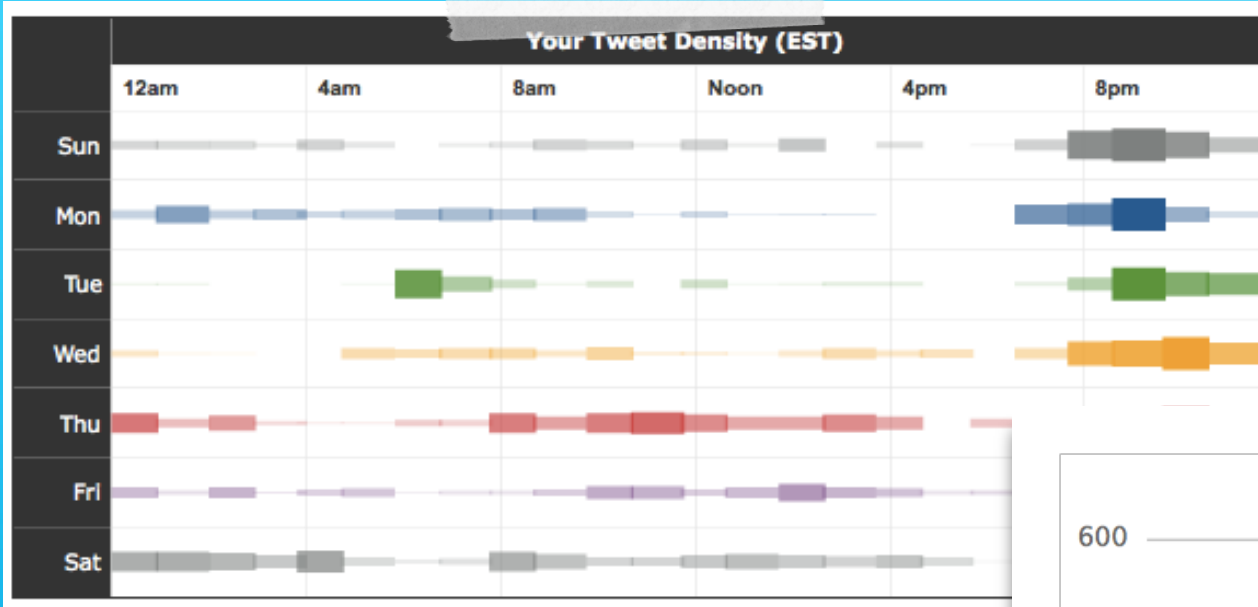 Your Tweet Density (EST)
12am 4am 8am Noon 4pm 8pm
Sun
Mon
Tue
Wed
Thu
Fri
Sat
600